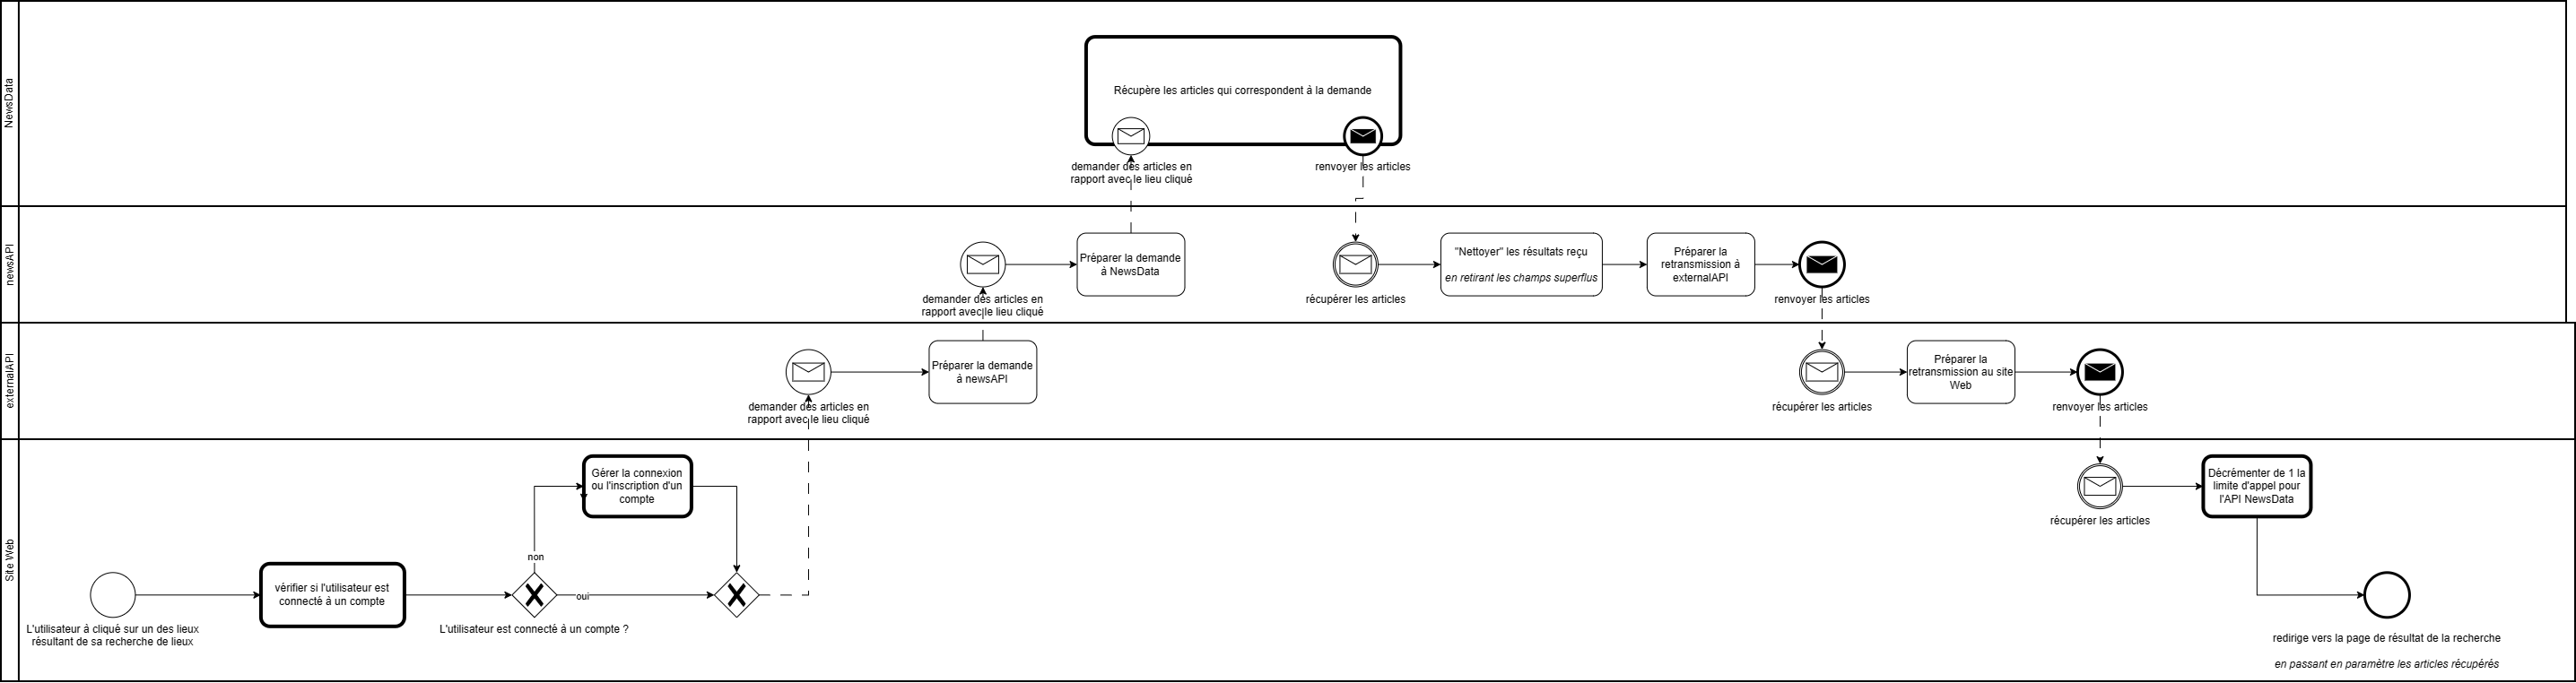 NewsData
Récupère les articles qui correspondent à la demande
demander des articles en
rapport avec le lieu cliqué
renvoyer les articles
newsAPI
demander des articles en
rapport avec le lieu cliqué
Préparer la demande
à NewsData
récupérer les articles
"Nettoyer" les résultats reçu
en retirant les champs superflus
Préparer la
retransmission à
externalAPI
renvoyer les articles
externalAPI
demander des articles en
rapport avec le lieu cliqué
Préparer la demande
à newsAPI
récupérer les articles
Préparer la
retransmission au site
Web
renvoyer les articles
Site Web
L'utilisateur à cliqué sur un des lieux
résultant de sa recherche de lieux
vérifier si l'utilisateur est
connecté à un compte
L'utilisateur est connecté à un compte ?
non
oui
Gérer la connexion
ou l'inscription d'un
compte
récupérer les articles
Décrémenter de 1 la
limite d'appel pour
l'API NewsData
redirige vers la page de résultat de la recherche
en passant en paramètre les articles récupérés